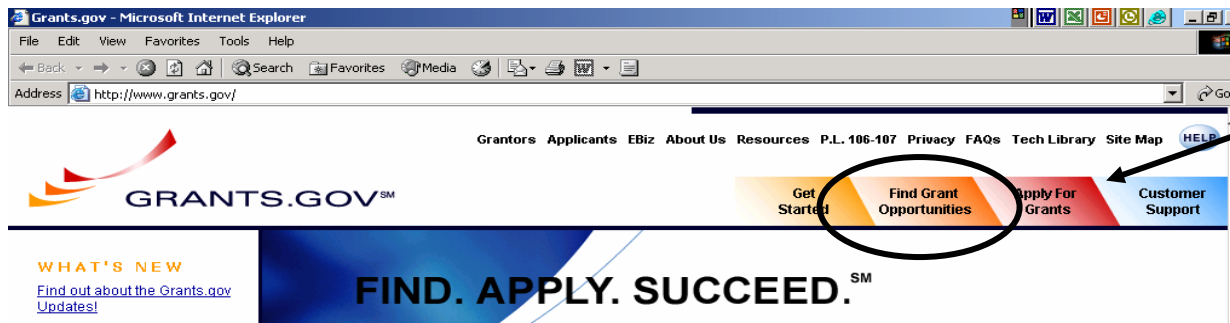 Grants.gov - Microsoft Internet Explorer
File Edit View Favorites Tools Help
Back Search Favorites Media
Address http://www.grants.gov/ Go
Grantors Applicants EBiz About Us Resources P.L. 106-107 Privacy FAQs Tech Library Site Map HELP
GRANTS.GOV℠
Get Started
Find Grant Opportunities
Apply For Grants
Customer Support
WHAT'S NEW
Find out about the Grants.gov
Updates!
FIND. APPLY. SUCCEED.℠